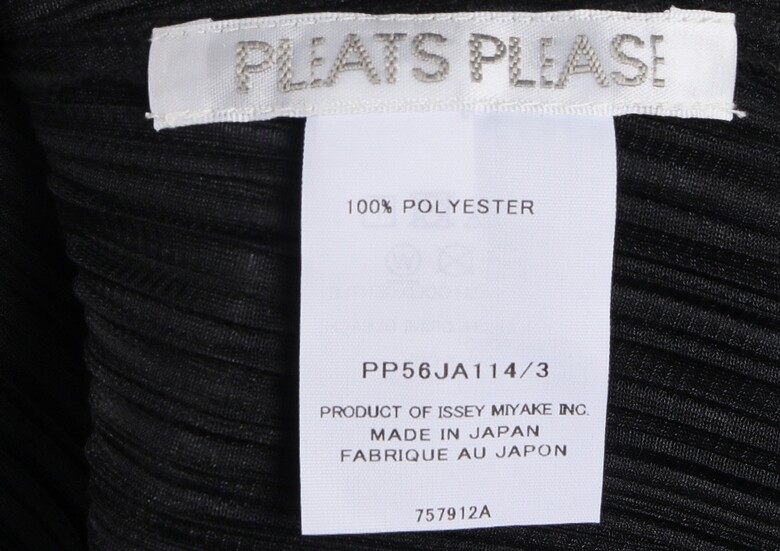 PLEATS PLEASE
100% POLYESTER
W
PP56JA114/3
PRODUCT OF ISSEY MIYAKE INC.
MADE IN JAPAN
FABRIQUE AU JAPON
757912A